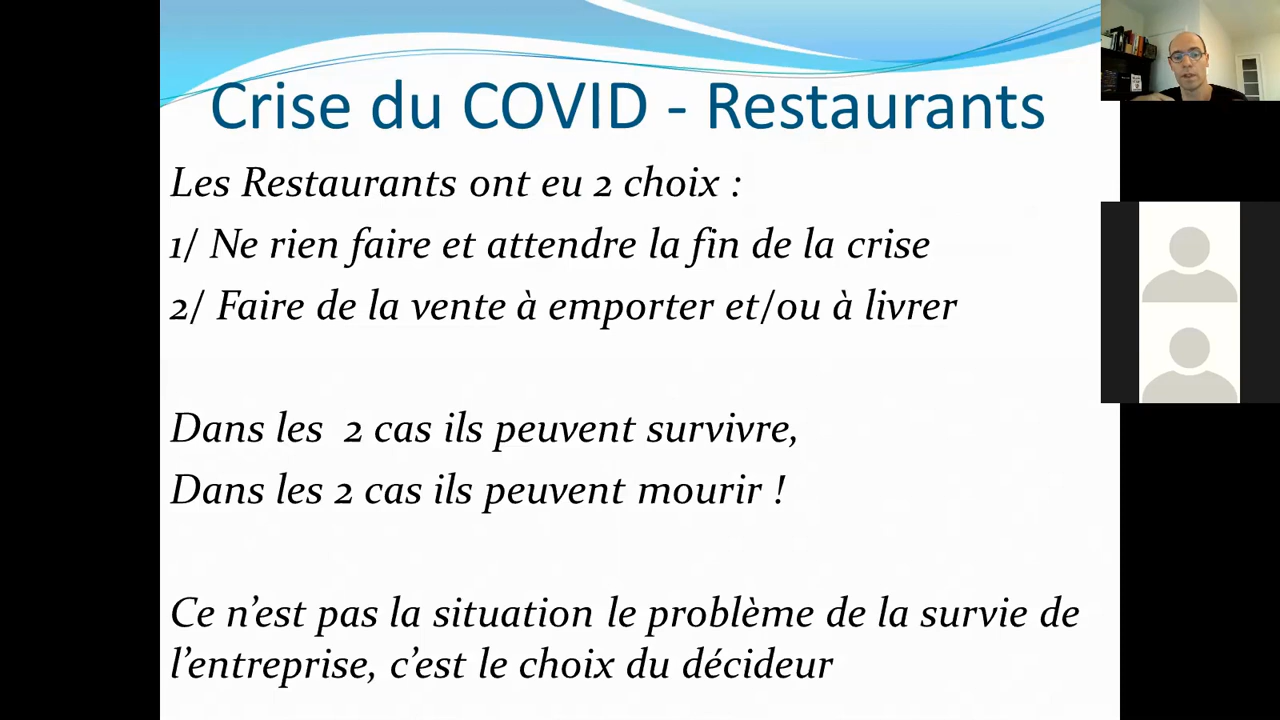 Crise du COVID - Restaurants
Les Restaurants ont eu 2 choix :
1/ Ne rien faire et attendre la fin de la crise
2/ Faire de la vente à emporter et/ou à livrer
Dans les 2 cas ils peuvent survivre,
Dans les 2 cas ils peuvent mourir !
Ce n’est pas la situation le problème de la survie de
l’entreprise, c’est le choix du décideur